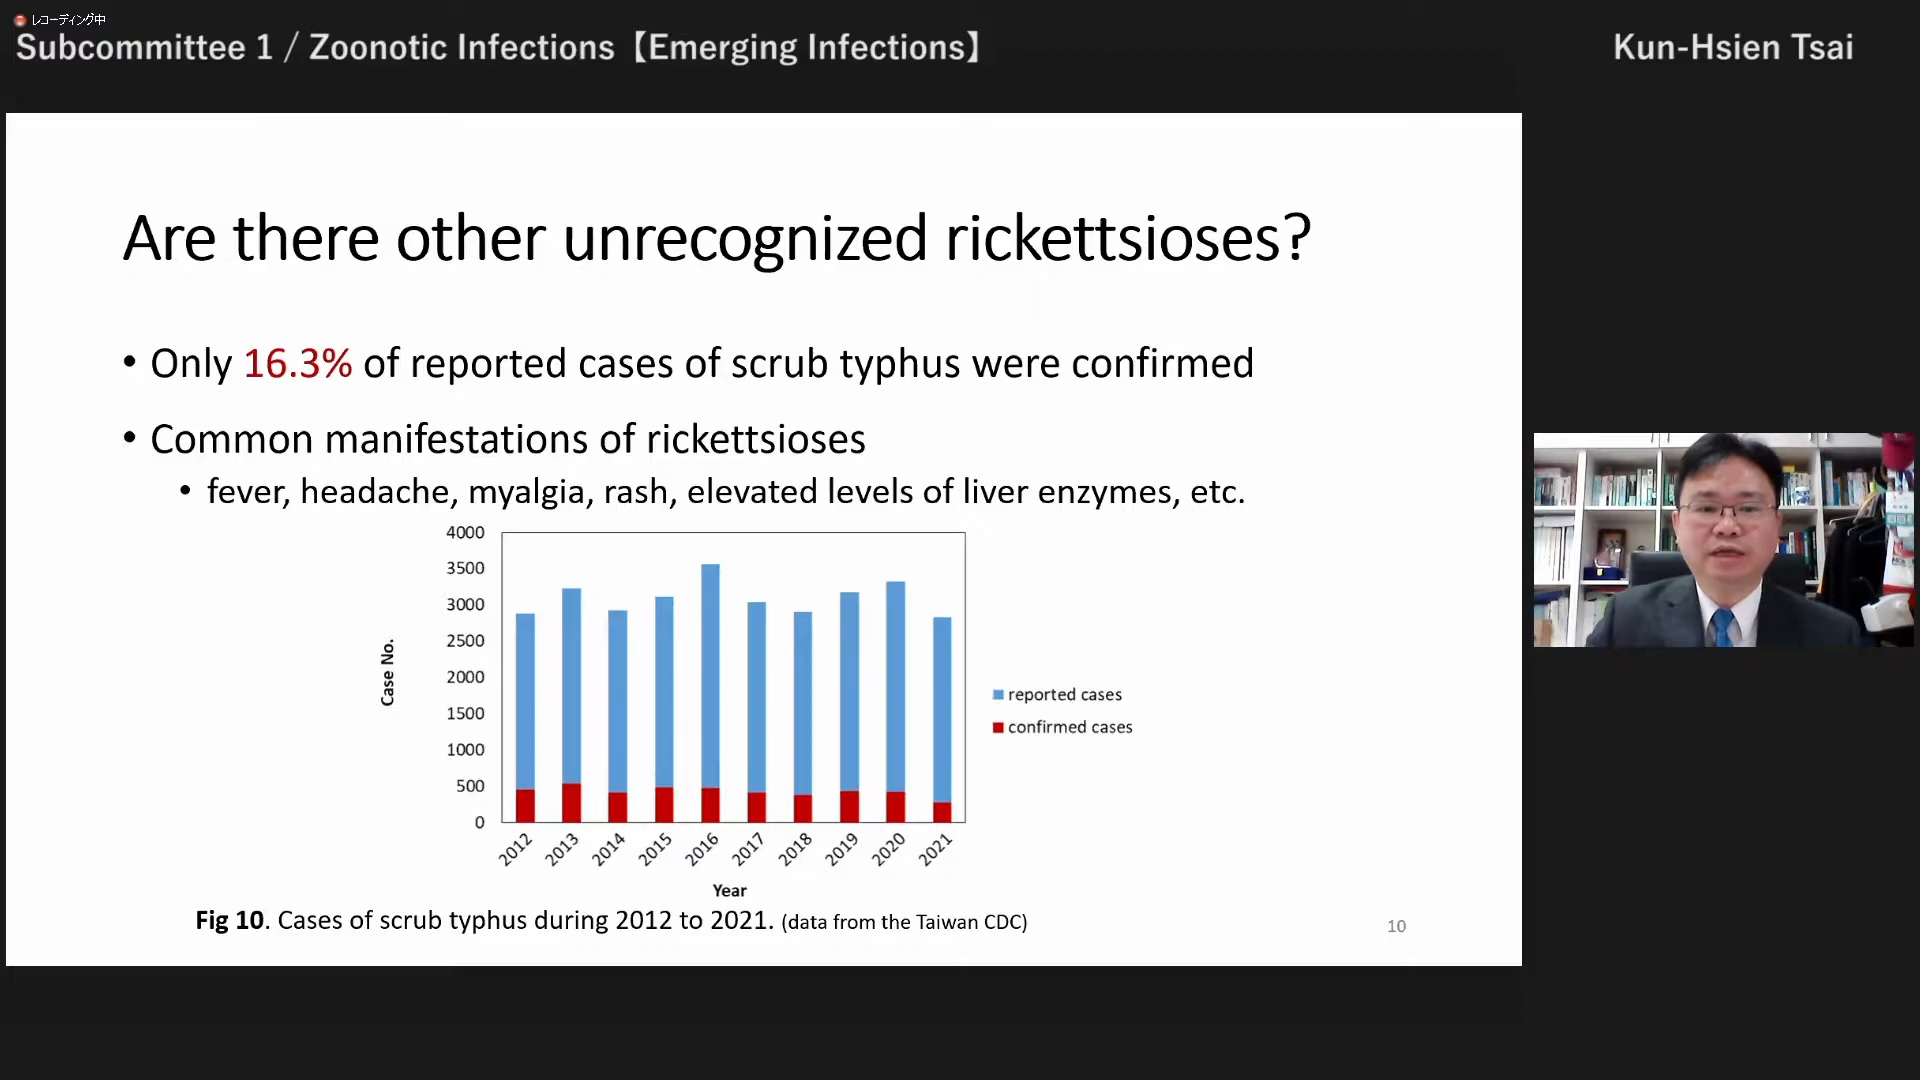 レコーディング中
Subcommittee 1 / Zoonotic Infections【Emerging Infections】
Kun-Hsien Tsai
Are there other unrecognized rickettsioses?
• Only 16.3% of reported cases of scrub typhus were confirmed
• Common manifestations of rickettsioses
• fever, headache, myalgia, rash, elevated levels of liver enzymes, etc.
4000
3500
3000
2500
2000
1500
1000
500
0
Case No.
2012 2013 2014 2015 2016 2017 2018 2019 2020 2021
Year
reported cases
confirmed cases
Fig 10. Cases of scrub typhus during 2012 to 2021. (data from the Taiwan CDC)
10